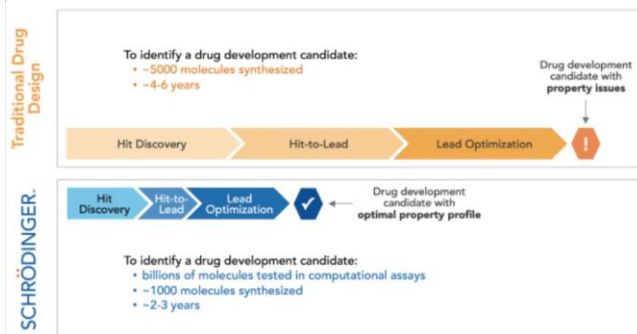 Traditional Drug
Design
To identify a drug development candidate:
• ~5000 molecules synthesized
• ~4-6 years
Drug development
candidate with
property issues
Hit Discovery
Hit-to-Lead
Lead Optimization
!
SCHRÖDINGER.
Hit
Discovery
Hit-to-
Lead
Lead
Optimization
Drug development
candidate with
optimal property profile
To identify a drug development candidate:
• billions of molecules tested in computational assays
• ~1000 molecules synthesized
• ~2-3 years